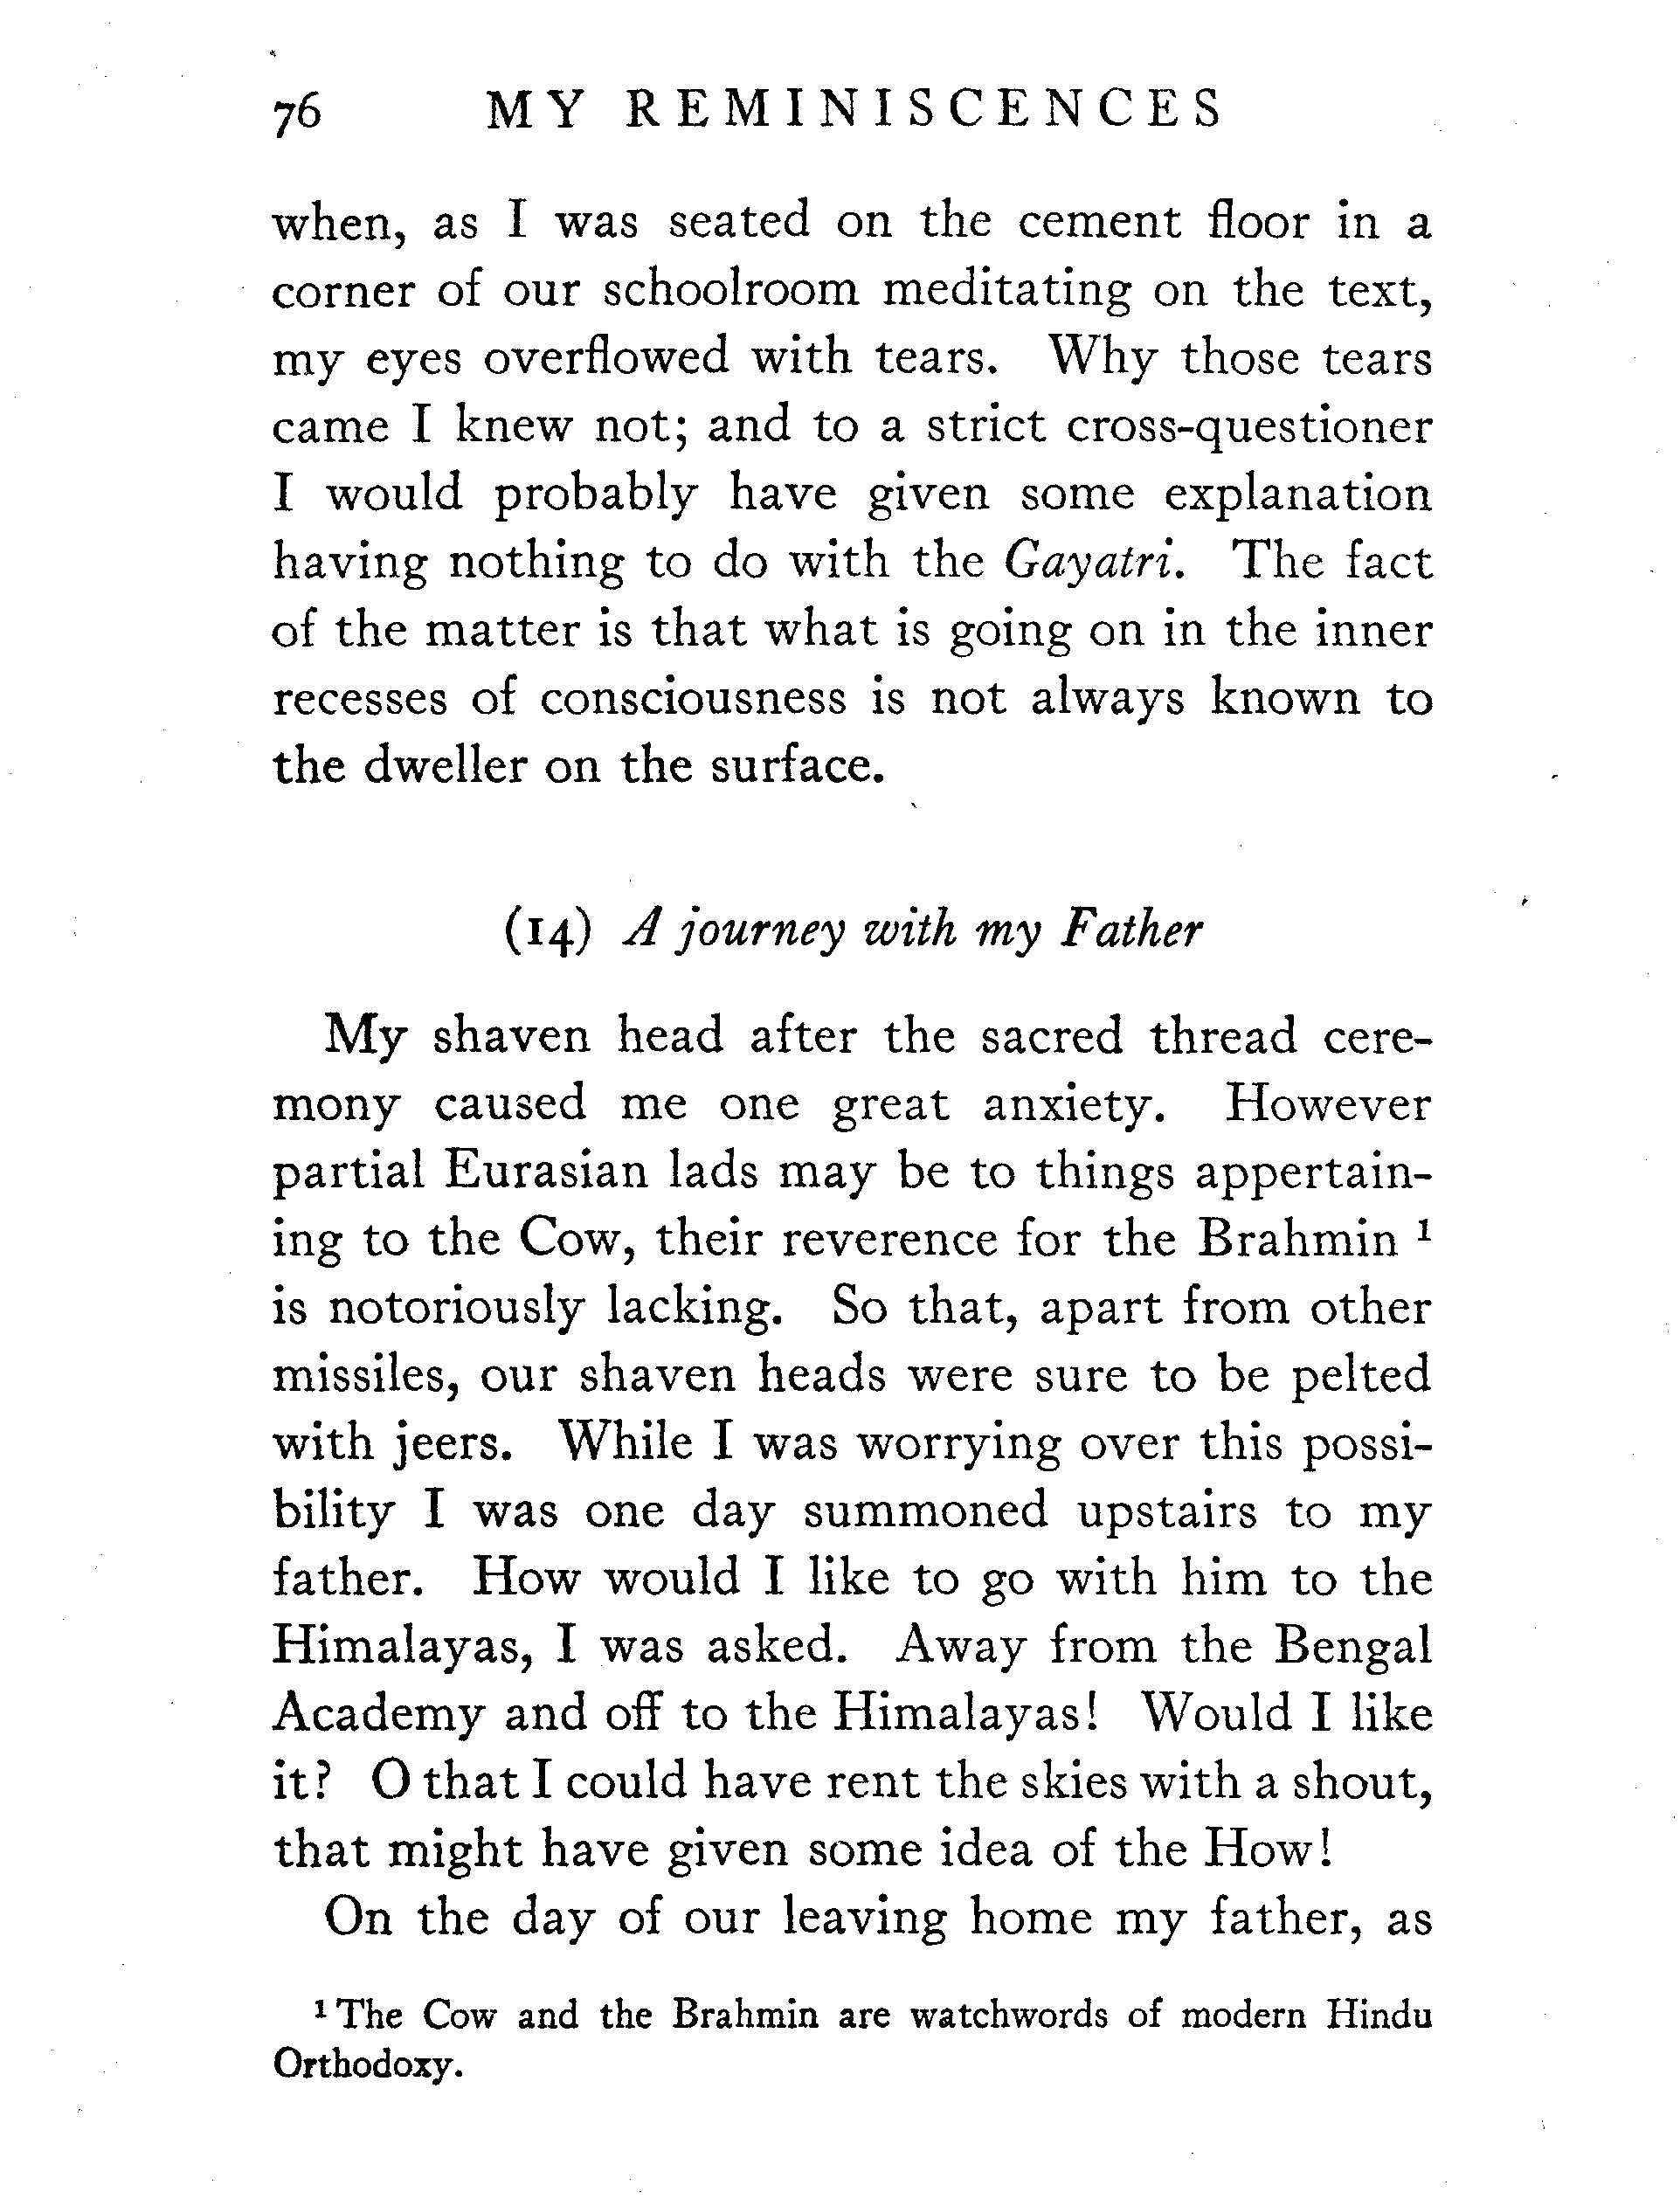 76 MY REMINISCENCES
when, as I was seated on the cement floor in a
corner of our schoolroom meditating on the text,
my eyes overflowed with tears. Why those tears
came I knew not; and to a strict cross-questioner
I would probably have given some explanation
having nothing to do with the Gayatri. The fact
of the matter is that what is going on in the inner
recesses of consciousness is not always known to
the dweller on the surface.
(14) A journey with my Father
My shaven head after the sacred thread cere-
mony caused me one great anxiety. However
partial Eurasian lads may be to things appertain-
ing to the Cow, their reverence for the Brahmin ¹
is notoriously lacking. So that, apart from other
missiles, our shaven heads were sure to be pelted
with jeers. While I was worrying over this possi-
bility I was one day summoned upstairs to my
father. How would I like to go with him to the
Himalayas, I was asked. Away from the Bengal
Academy and off to the Himalayas! Would I like
it? O that I could have rent the skies with a shout,
that might have given some idea of the How!
On the day of our leaving home my father, as
¹ The Cow and the Brahmin are watchwords of modern Hindu
Orthodoxy.